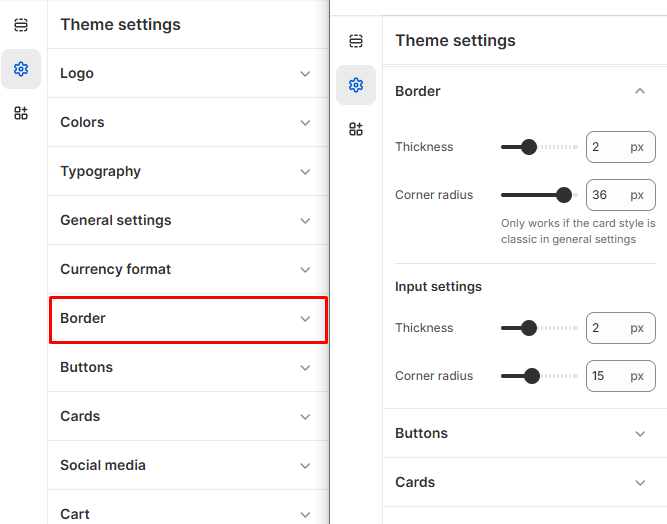 Theme settings
Logo
Colors
Typography
General settings
Currency format
Border
Buttons
Cards
Social media
Cart
Theme settings
Border
Thickness 2 px
Corner radius 36 px
Only works if the card style is
classic in general settings
Input settings
Thickness 2 px
Corner radius 15 px
Buttons
Cards